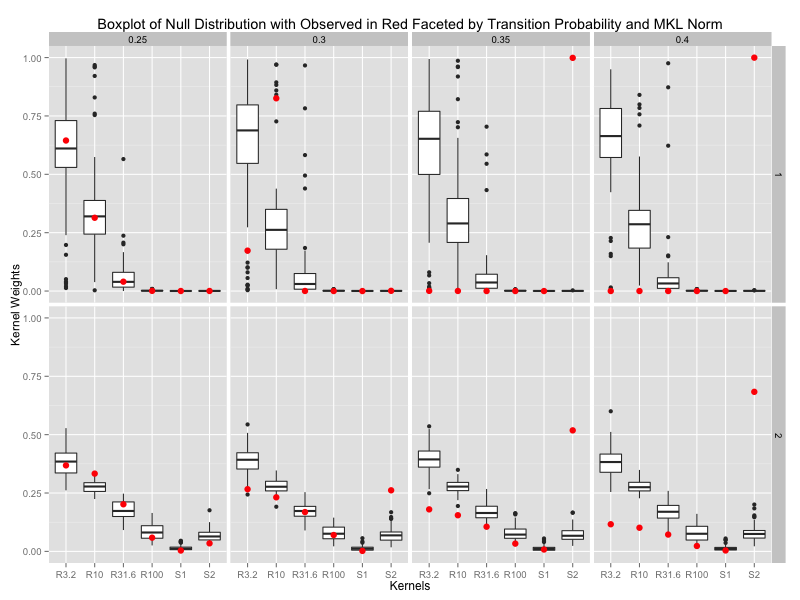 Boxplot of Null Distribution with Observed in Red Faceted by Transition Probability and MKL Norm
0.25 0.3 0.35 0.4
1.00
0.75
0.50
0.25
0.00
1
1.00
0.75
0.50
0.25
0.00
2
Kernel Weights
R3.2 R10 R31.6 R100 S1 S2 R3.2 R10 R31.6 R100 S1 S2 R3.2 R10 R31.6 R100 S1 S2 R3.2 R10 R31.6 R100 S1 S2
Kernels